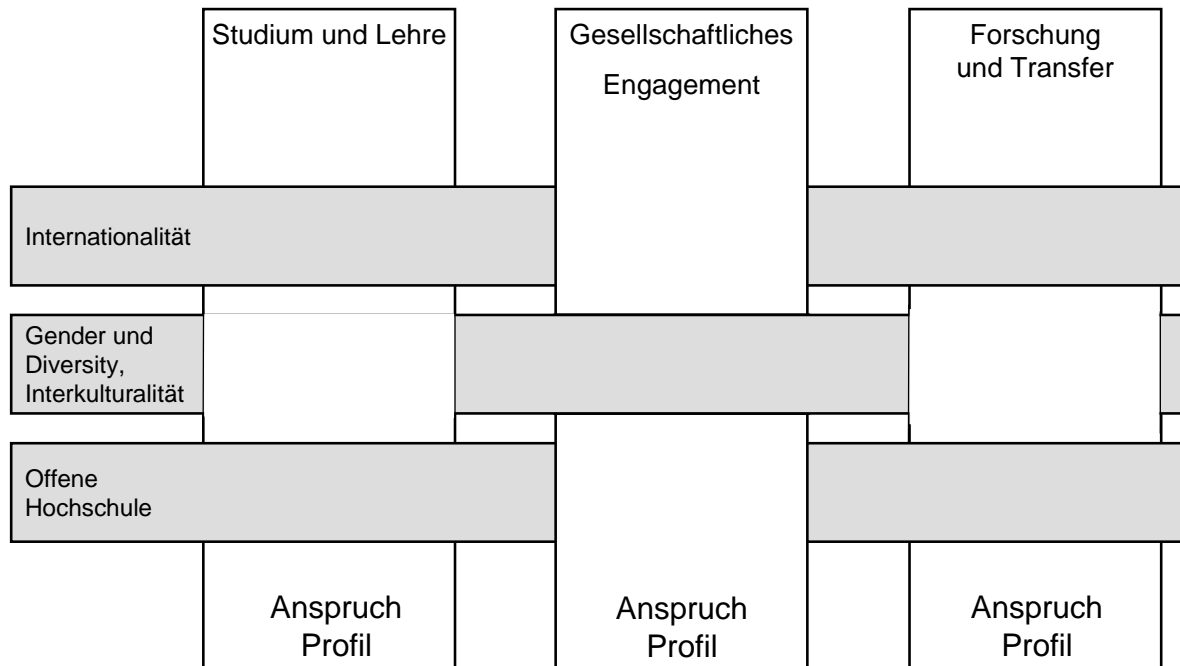 Studium und Lehre
Gesellschaftliches
Engagement
Forschung
und Transfer
Internationalität
Gender und
Diversity,
Interkulturalität
Offene
Hochschule
Anspruch
Profil
Anspruch
Profil
Anspruch
Profil